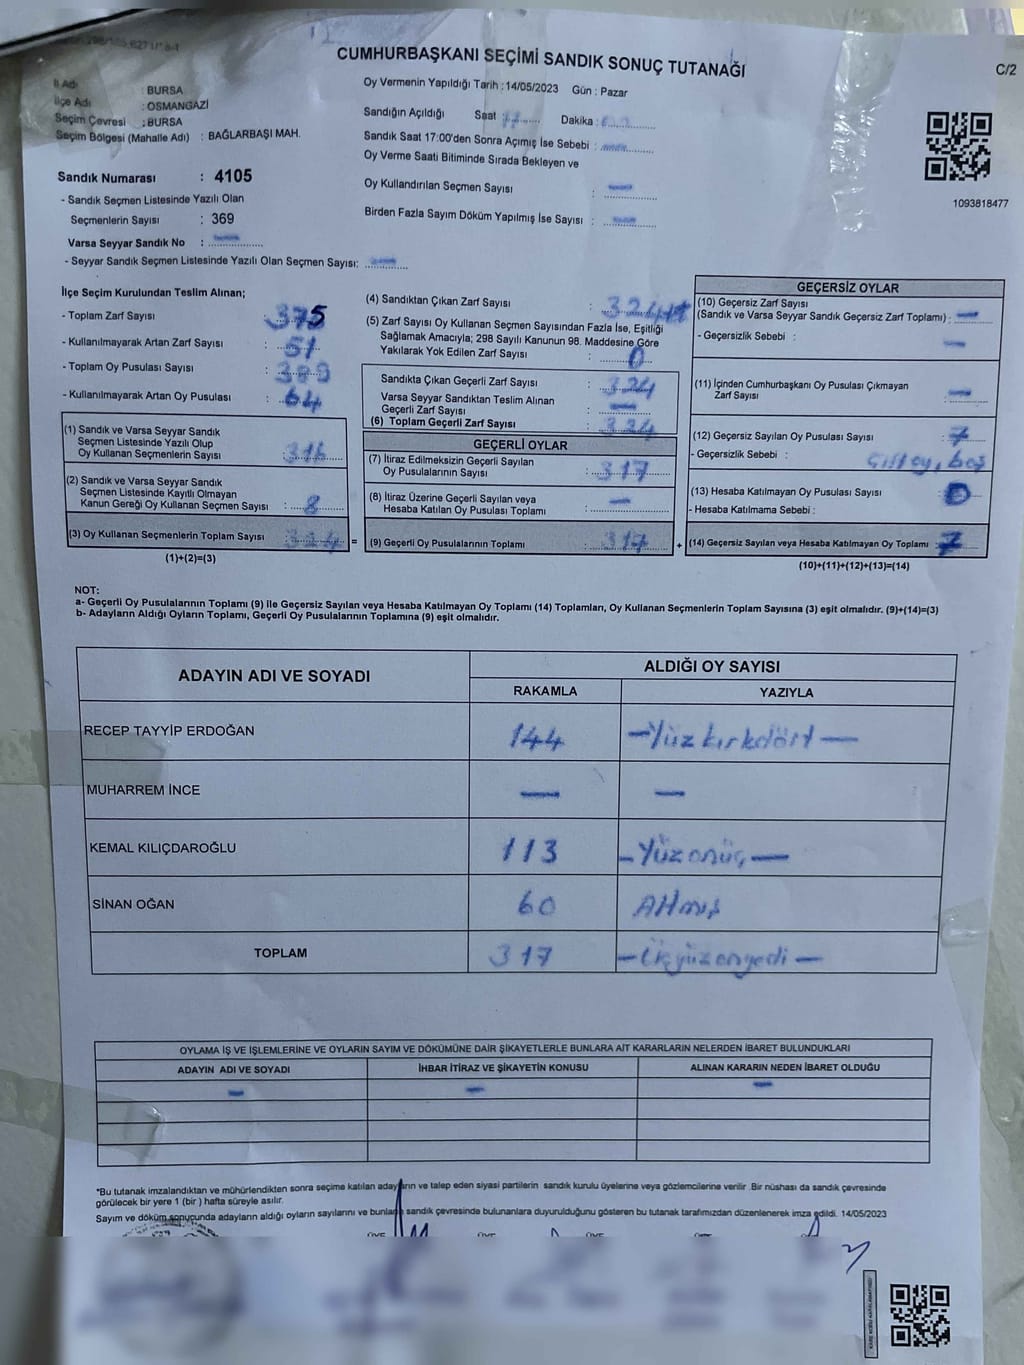 CUMHURBAŞKANI SEÇİMİ SANDIK SONUÇ TUTANAĞI
C/2
İl Adı : BURSA
İlçe Adı : OSMANGAZİ
Seçim Çevresi : BURSA
Seçim Bölgesi (Mahalle Adı) : BAĞLARBAŞI MAH.
Sandık Numarası : 4105
- Sandık Seçmen Listesinde Yazılı Olan
Seçmenlerin Sayısı : 369
Varsa Seyyar Sandık No : —
- Seyyar Sandık Seçmen Listesinde Yazılı Olan Seçmen Sayısı: —
Oy Vermenin Yapıldığı Tarih : 14/05/2023 Gün : Pazar
Sandığın Açıldığı Saat : Dakika :
Sandık Saat 17:00'den Sonra Açımış İse Sebebi : —
Oy Verme Saati Bitiminde Sırada Bekleyen ve
Oy Kullandırılan Seçmen Sayısı : —
Birden Fazla Sayım Döküm Yapılmış İse Sayısı : —
1093818477
İlçe Seçim Kurulundan Teslim Alınan;
- Toplam Zarf Sayısı : 375
- Kullanılmayarak Artan Zarf Sayısı : 51
- Toplam Oy Pusulası Sayısı :
- Kullanılmayarak Artan Oy Pusulası : 64
(1) Sandık ve Varsa Seyyar Sandık
Seçmen Listesinde Yazılı Olup
Oy Kullanan Seçmenlerin Sayısı : 316
(2) Sandık ve Varsa Seyyar Sandık
Seçmen Listesinde Kayıtlı Olmayan
Kanun Gereği Oy Kullanan Seçmen Sayısı : 8
(3) Oy Kullanan Seçmenlerin Toplam Sayısı : 324 =
(1)+(2)=(3)
(4) Sandıktan Çıkan Zarf Sayısı : 324
(5) Zarf Sayısı Oy Kullanan Seçmen Sayısından Fazla İse, Eşitliği
Sağlamak Amacıyla; 298 Sayılı Kanunun 98. Maddesine Göre
Yakılarak Yok Edilen Zarf Sayısı : 0
Sandıkta Çıkan Geçerli Zarf Sayısı : 324
Varsa Seyyar Sandıktan Teslim Alınan
Geçerli Zarf Sayısı : —
(6) Toplam Geçerli Zarf Sayısı : 324
GEÇERLİ OYLAR
(7) İtiraz Edilmeksizin Geçerli Sayılan
Oy Pusulalarının Sayısı : 317
(8) İtiraz Üzerine Geçerli Sayılan veya
Hesaba Katılan Oy Pusulası Toplamı : —
(9) Geçerli Oy Pusulalarının Toplamı : 317 +
GEÇERSİZ OYLAR
(10) Geçersiz Zarf Sayısı
(Sandık ve Varsa Seyyar Sandık Geçersiz Zarf Toplamı) : —
- Geçersizlik Sebebi : —
(11) İçinden Cumhurbaşkanı Oy Pusulası Çıkmayan
Zarf Sayısı : —
(12) Geçersiz Sayılan Oy Pusulası Sayısı : 7
- Geçersizlik Sebebi : Çift oy, boş
(13) Hesaba Katılmayan Oy Pusulası Sayısı : 0
- Hesaba Katılmama Sebebi :
(14) Geçersiz Sayılan veya Hesaba Katılmayan Oy Toplamı : 7
(10)+(11)+(12)+(13)=(14)
NOT:
a- Geçerli Oy Pusulalarının Toplamı (9) ile Geçersiz Sayılan veya Hesaba Katılmayan Oy Toplamı (14) Toplamları, Oy Kullanan Seçmenlerin Toplam Sayısına (3) eşit olmalıdır. (9)+(14)=(3)
b- Adayların Aldığı Oyların Toplamı, Geçerli Oy Pusulalarının Toplamına (9) eşit olmalıdır.
ADAYIN ADI VE SOYADI ALDIĞI OY SAYISI
RAKAMLA YAZIYLA
RECEP TAYYİP ERDOĞAN 144 —Yüz kırkdört—
MUHARREM İNCE — —
KEMAL KILIÇDAROĞLU 113 —Yüzonüç—
SİNAN OĞAN 60 Altmış
TOPLAM 317 —Üçyüzonyedi—
OYLAMA İŞ VE İŞLEMLERİNE VE OYLARIN SAYIM VE DÖKÜMÜNE DAİR ŞİKAYETLERLE BUNLARA AİT KARARLARIN NELERDEN İBARET BULUNDUKLARI
ADAYIN ADI VE SOYADI İHBAR İTİRAZ VE ŞİKAYETİN KONUSU ALINAN KARARIN NEDEN İBARET OLDUĞU
— — —
*Bu tutanak imzalandıktan ve mühürlendikten sonra seçime katılan adayların ve talep eden siyasi partilerin sandık kurulu üyelerine veya gözlemcilerine verilir .Bir nüshası da sandık çevresinde
görülecek bir yere 1 (bir ) hafta süreyle asılır.
Sayım ve döküm sonucunda adayların aldığı oyların sayılarını ve bunların sandık çevresinde bulunanlara duyurulduğunu gösteren bu tutanak tarafımızdan düzenlenerek imza edildi. 14/05/2023